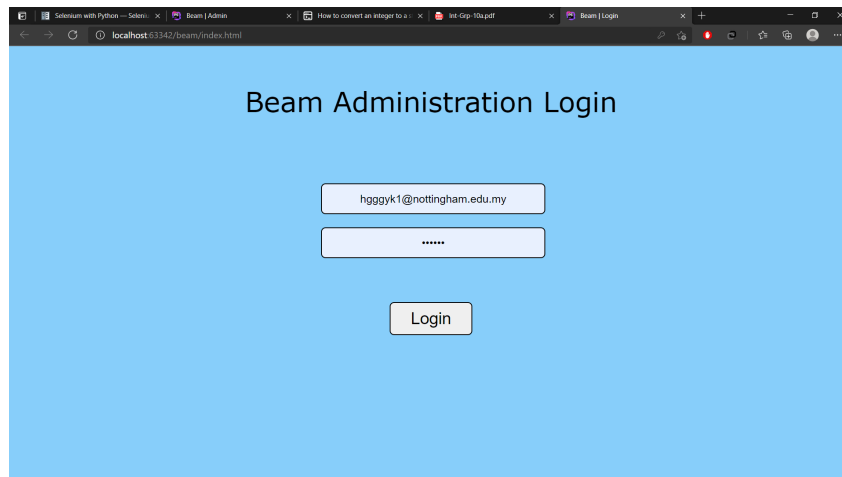 Selenium with Python — Seleni
Beam | Admin
How to convert an integer to a s
Int-Grp-10a.pdf
Beam | Login
localhost:63342/beam/index.html
Beam Administration Login
hgggyk1@nottingham.edu.my
••••••
Login